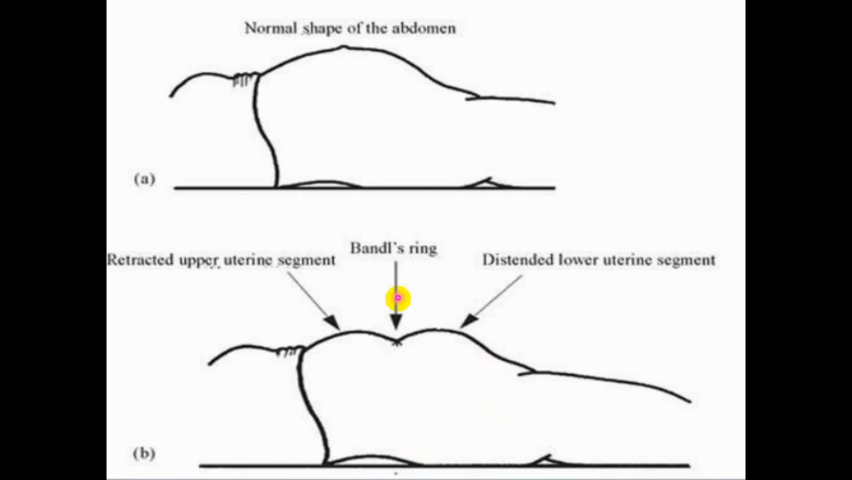 Normal shape of the abdomen
(a)
Bandl's ring
Retracted upper uterine segment
Distended lower uterine segment
(b)